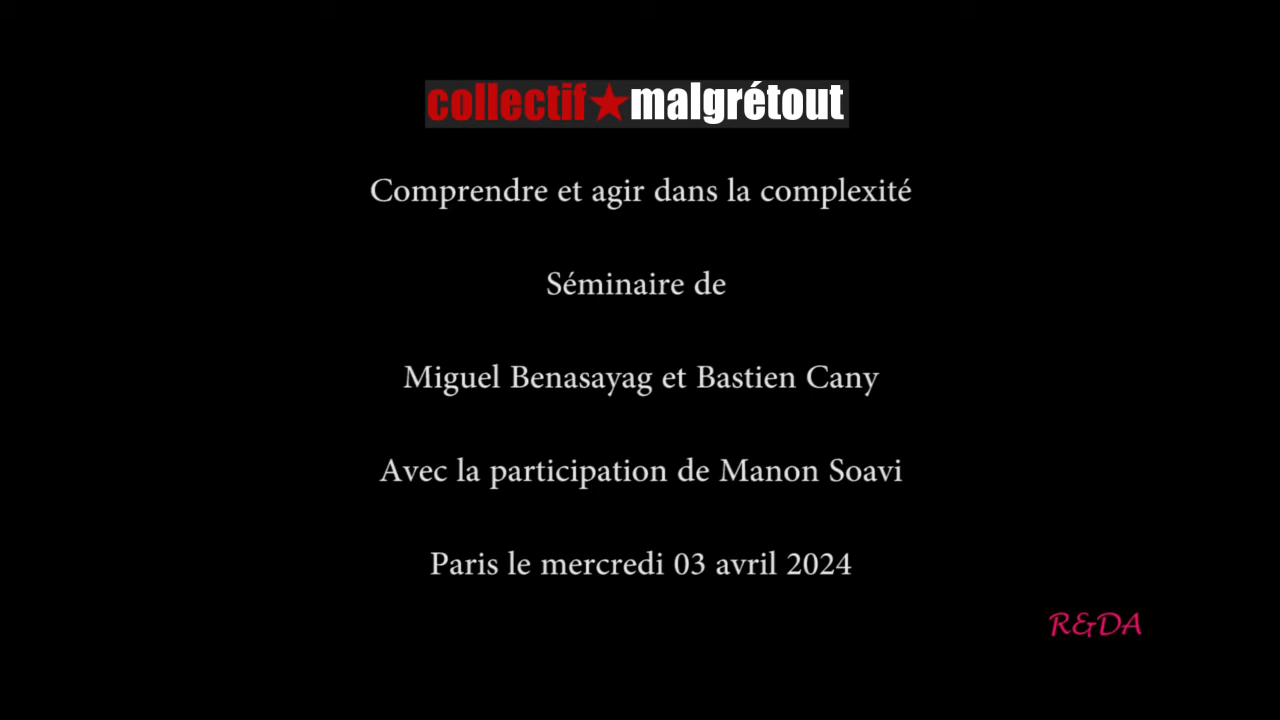 collectif★malgrétout
Comprendre et agir dans la complexité
Séminaire de
Miguel Benasayag et Bastien Cany
Avec la participation de Manon Soavi
Paris le mercredi 03 avril 2024
R&DA